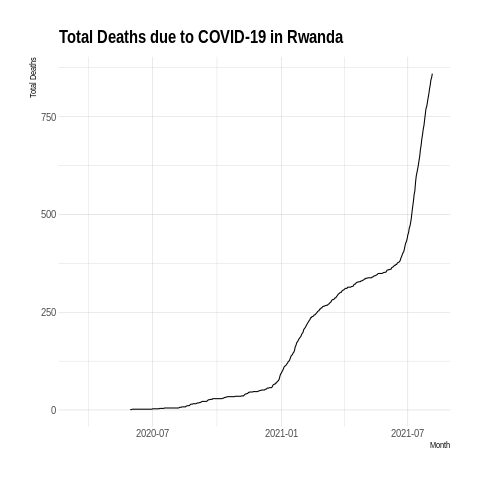 Total Deaths due to COVID-19 in Rwanda
Total Deaths
750
500
250
0
2020-07
2021-01
2021-07
Month